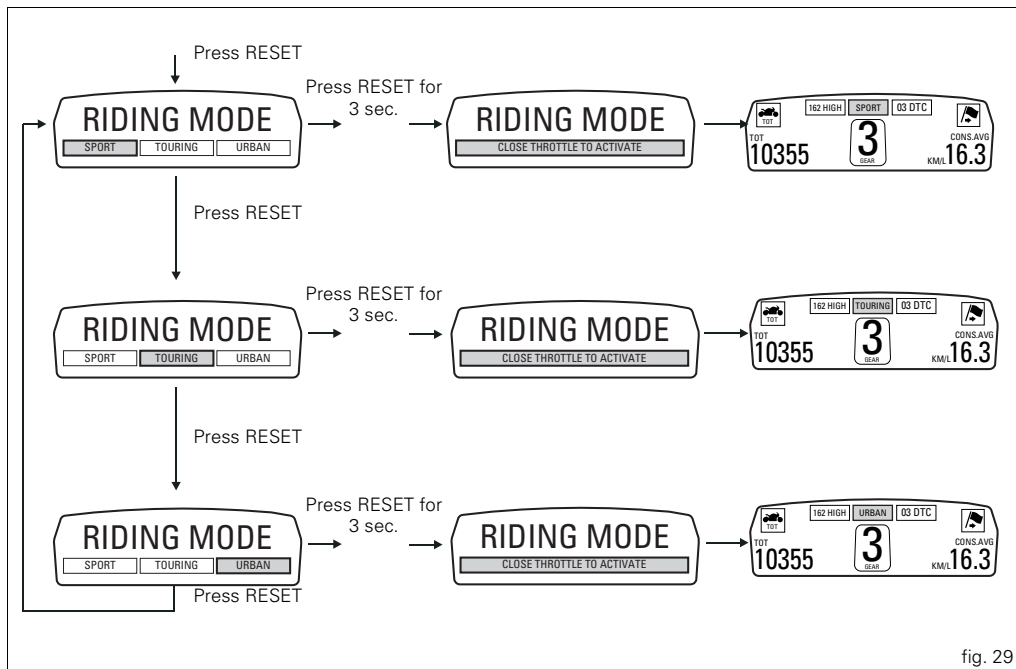 Press RESET
RIDING MODE
SPORT TOURING URBAN
Press RESET for
3 sec.
RIDING MODE
CLOSE THROTTLE TO ACTIVATE
162 HIGH SPORT 03 DTC
TOT
TOT
10355
3
GEAR
CONS.AVG
KM/L 16.3
Press RESET
RIDING MODE
SPORT TOURING URBAN
Press RESET for
3 sec.
RIDING MODE
CLOSE THROTTLE TO ACTIVATE
162 HIGH TOURING 03 DTC
TOT
TOT
10355
3
GEAR
CONS.AVG
KM/L 16.3
Press RESET
RIDING MODE
SPORT TOURING URBAN
Press RESET for
3 sec.
RIDING MODE
CLOSE THROTTLE TO ACTIVATE
162 HIGH URBAN 03 DTC
TOT
TOT
10355
3
GEAR
CONS.AVG
KM/L 16.3
Press RESET
fig. 29